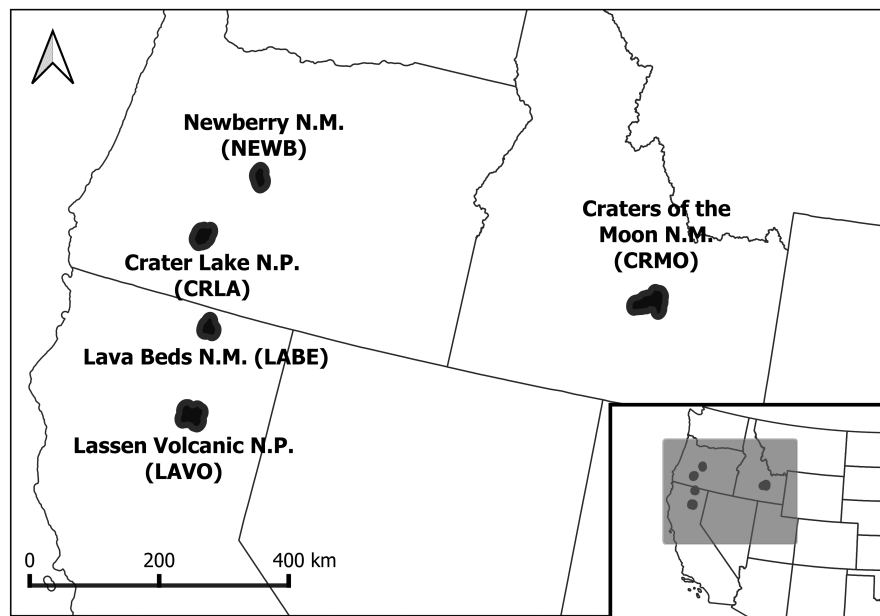 Newberry N.M.
(NEWB)
Craters of the
Moon N.M.
(CRMO)
Crater Lake N.P.
(CRLA)
Lava Beds N.M. (LABE)
Lassen Volcanic N.P.
(LAVO)
0 200 400 km